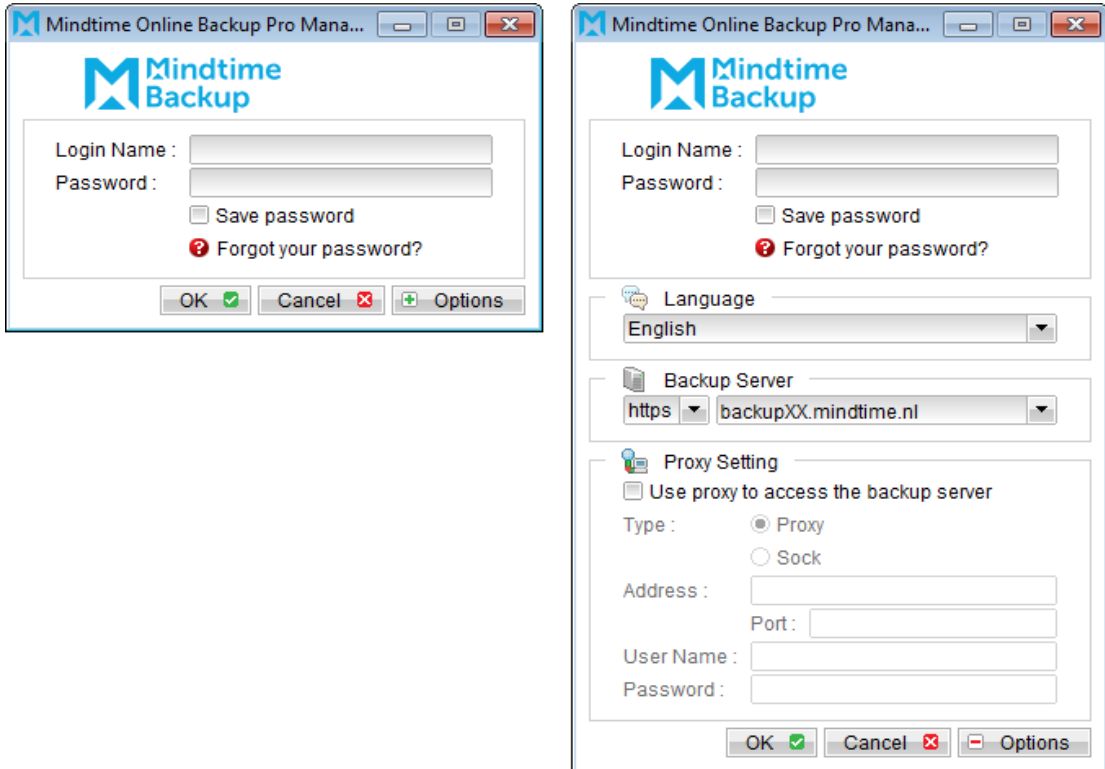 Mindtime Online Backup Pro Mana...
Mindtime
Backup
Login Name :
Password :
Save password
Forgot your password?
OK Cancel Options
Mindtime Online Backup Pro Mana...
Mindtime
Backup
Login Name :
Password :
Save password
Forgot your password?
Language
English
Backup Server
https backupXX.mindtime.nl
Proxy Setting
Use proxy to access the backup server
Type : Proxy
Sock
Address :
Port :
User Name :
Password :
OK Cancel Options